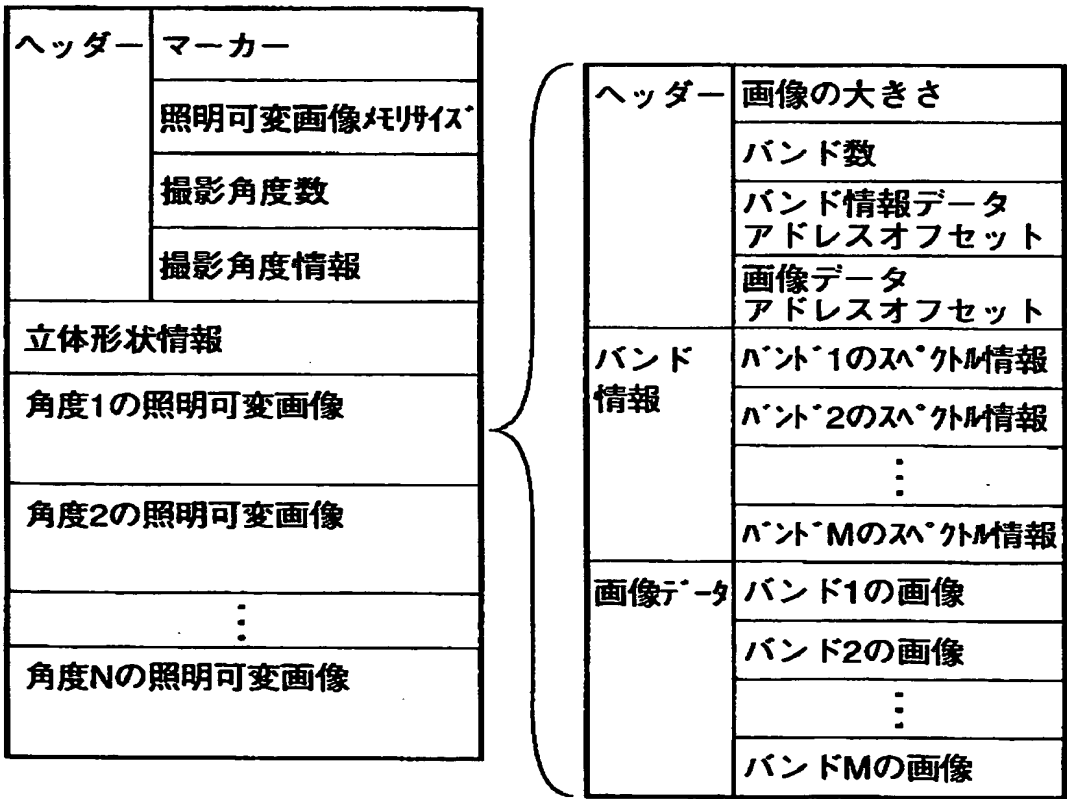 ヘッダー
マーカー
照明可変画像ﾒﾓﾘｻｲｽﾞ
撮影角度数
撮影角度情報
立体形状情報
角度1の照明可変画像
角度2の照明可変画像
⋮
角度Nの照明可変画像
ヘッダー
画像の大きさ
バンド数
バンド情報データ
アドレスオフセット
画像データ
アドレスオフセット
バンド
情報
ﾊﾞﾝﾄﾞ1のｽﾍﾟｸﾄﾙ情報
ﾊﾞﾝﾄﾞ2のｽﾍﾟｸﾄﾙ情報
⋮
ﾊﾞﾝﾄﾞMのｽﾍﾟｸﾄﾙ情報
画像ﾃﾞｰﾀ
バンド1の画像
バンド2の画像
⋮
バンドMの画像